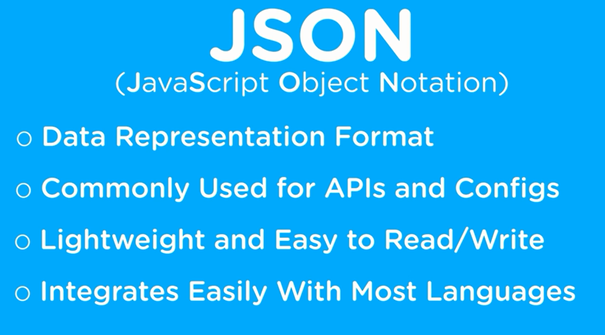 JSON
(JavaScript Object Notation)
○ Data Representation Format
○ Commonly Used for APIs and Configs
○ Lightweight and Easy to Read/Write
○ Integrates Easily With Most Languages